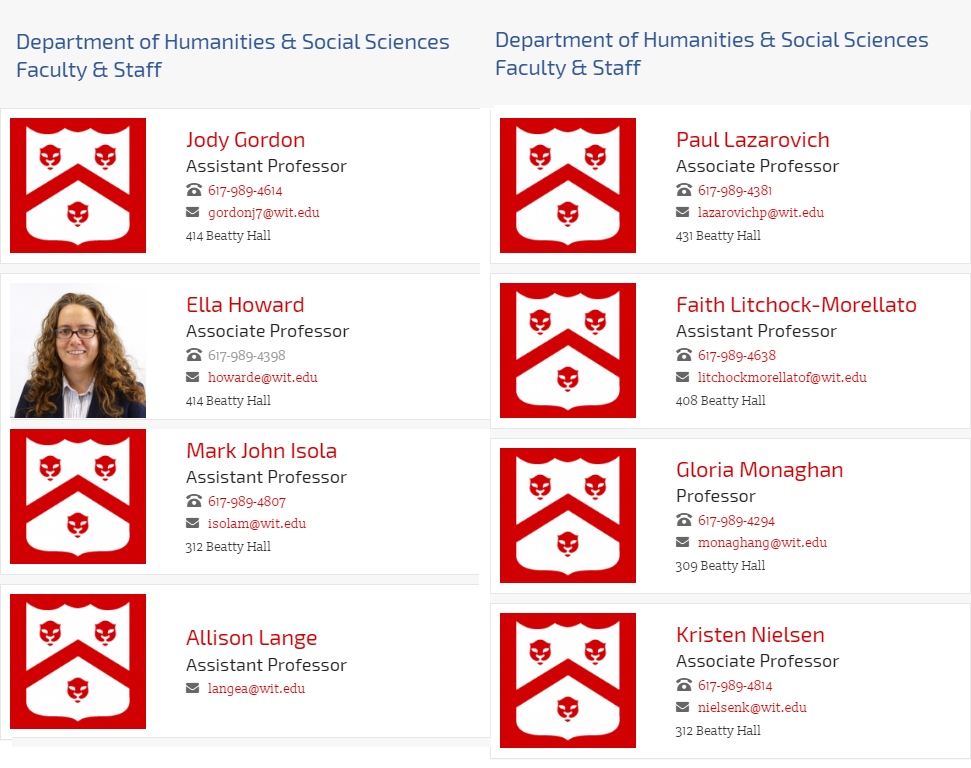 Department of Humanities & Social Sciences
Faculty & Staff
Jody Gordon
Assistant Professor
617-989-4614
gordonj7@wit.edu
414 Beatty Hall
Ella Howard
Associate Professor
617-989-4398
howarde@wit.edu
414 Beatty Hall
Mark John Isola
Assistant Professor
617-989-4807
isolam@wit.edu
312 Beatty Hall
Allison Lange
Assistant Professor
langea@wit.edu
Department of Humanities & Social Sciences
Faculty & Staff
Paul Lazarovich
Associate Professor
617-989-4381
lazarovichp@wit.edu
431 Beatty Hall
Faith Litchock-Morellato
Assistant Professor
617-989-4638
litchockmorellatof@wit.edu
408 Beatty Hall
Gloria Monaghan
Professor
617-989-4294
monaghang@wit.edu
309 Beatty Hall
Kristen Nielsen
Associate Professor
617-989-4814
nielsenk@wit.edu
312 Beatty Hall